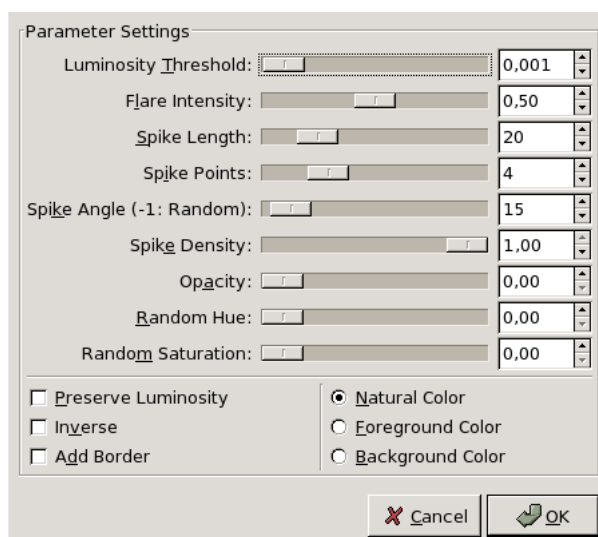 Parameter Settings
Luminosity Threshold: 0,001
Flare Intensity: 0,50
Spike Length: 20
Spike Points: 4
Spike Angle (-1: Random): 15
Spike Density: 1,00
Opacity: 0,00
Random Hue: 0,00
Random Saturation: 0,00
Preserve Luminosity
Natural Color
Inverse
Foreground Color
Add Border
Background Color
Cancel
OK